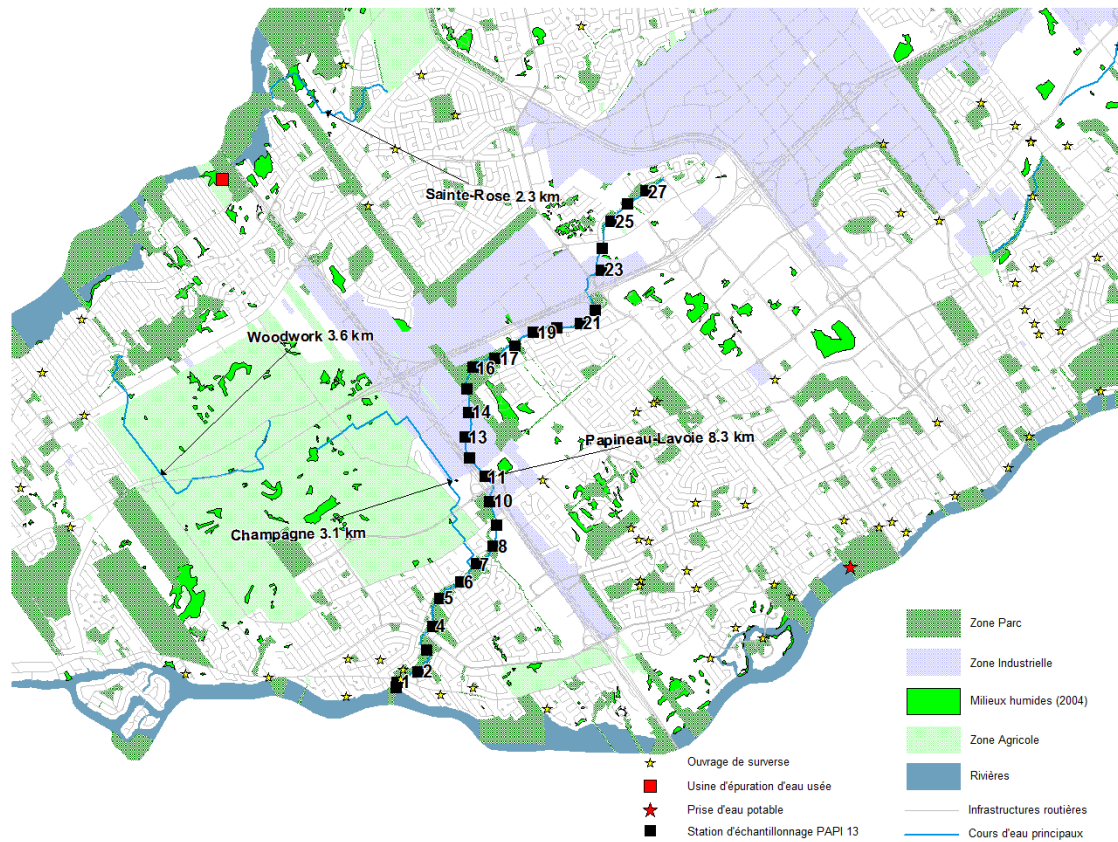 Sainte-Rose 2.3 km
27
25
23
Woodwork 3.6 km
21
19
17
16
14
13
Papineau-Lavoie 8.3 km
11
10
Champagne 3.1 km
8
7
6
5
4
2
1
Zone Parc
Zone Industrielle
Milieux humides (2004)
Zone Agricole
Rivières
Infrastructures routières
Cours d'eau principaux
Ouvrage de surverse
Usine d'épuration d'eau usée
Prise d'eau potable
Station d'échantillonnage PAPI 13